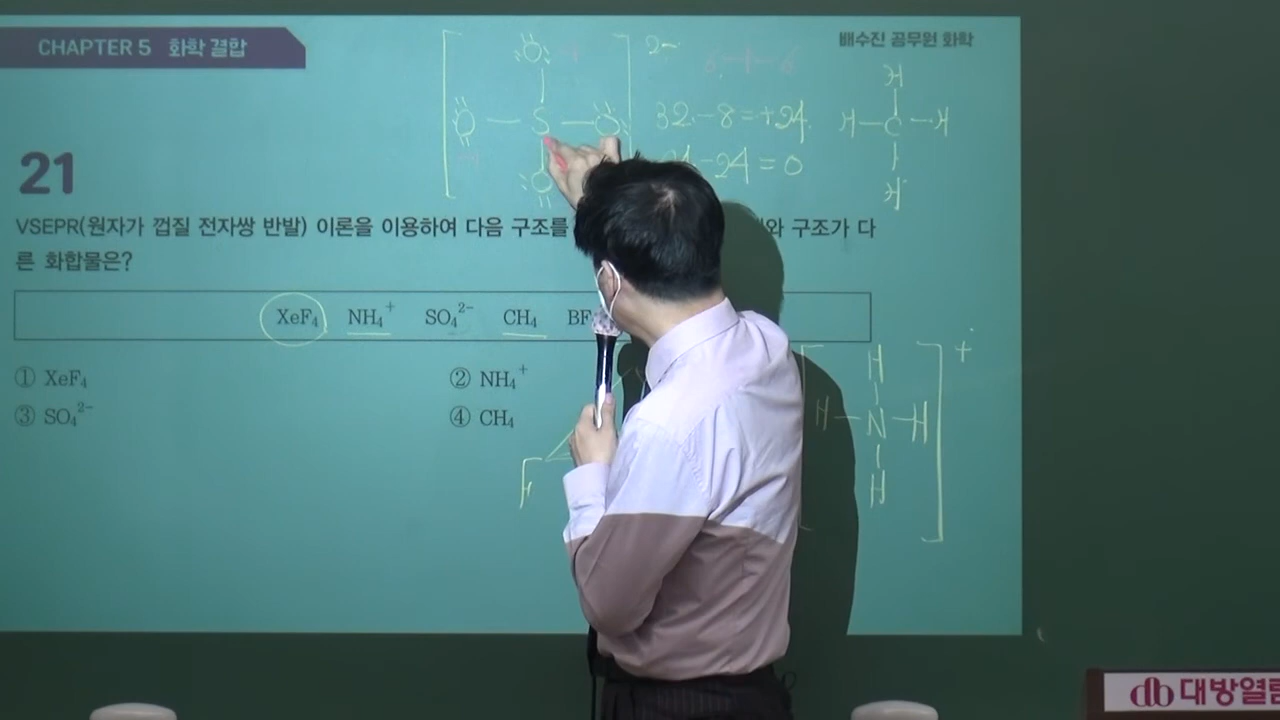 CHAPTER 5 화학 결합
배수진 공무원 화학
:Ö: 2-
:Ö — S — Ö: 32 - 8 = +24
24 - 24 = 0
:Ö:
H
H — C — H
H
21
VSEPR(원자가 껍질 전자쌍 반발) 이론을 이용하여 다음 구조를 와 구조가 다
른 화합물은?
XeF₄ NH₄⁺ SO₄²⁻ CH₄ BF
① XeF₄ ② NH₄⁺
③ SO₄²⁻ ④ CH₄
F
H +
H — N — H
H
대방열림